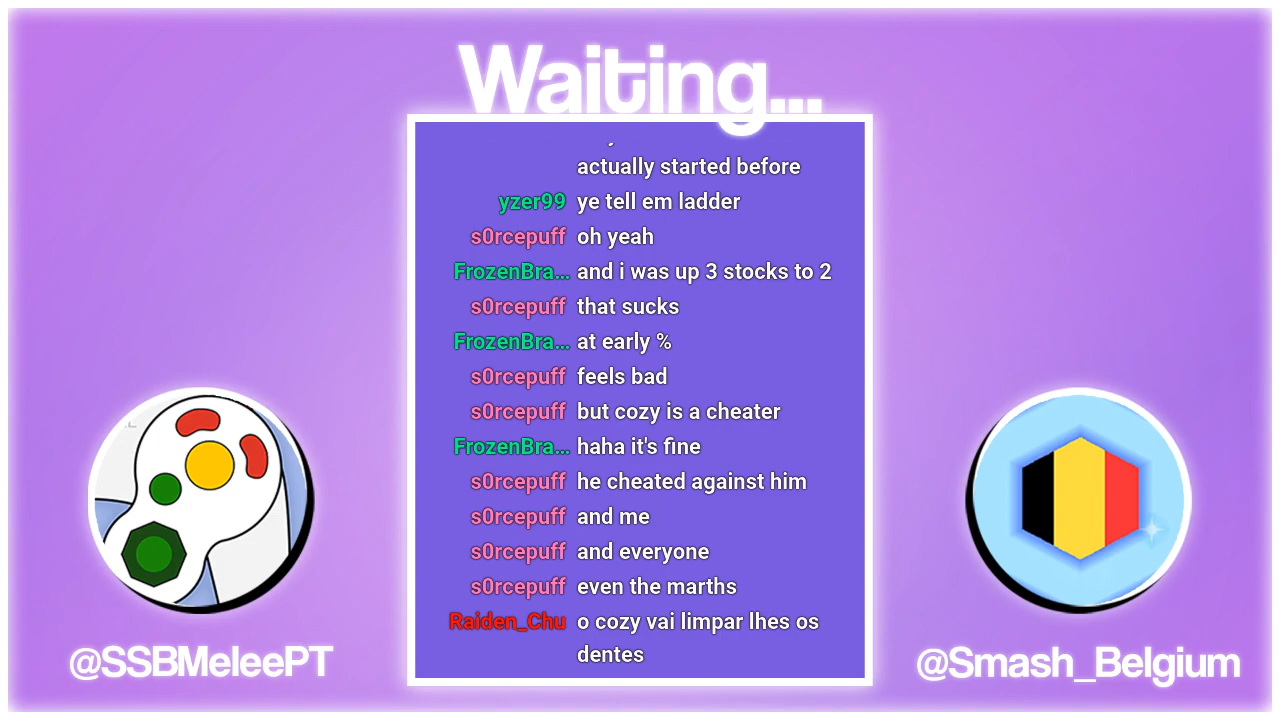 Waiting...
actually started before
yzer99 ye tell em ladder
s0rcepuff oh yeah
FrozenBra... and i was up 3 stocks to 2
s0rcepuff that sucks
FrozenBra... at early %
s0rcepuff feels bad
s0rcepuff but cozy is a cheater
FrozenBra... haha it's fine
s0rcepuff he cheated against him
s0rcepuff and me
s0rcepuff and everyone
s0rcepuff even the marths
Raiden_Chu o cozy vai limpar lhes os
dentes
@SSBMeleePT
@Smash_Belgium